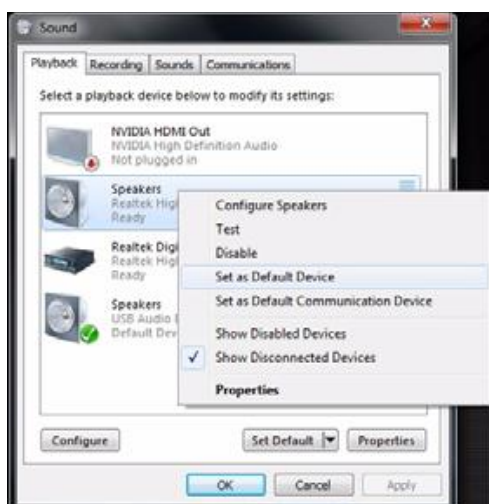 Sound
Playback Recording Sounds Communications
Select a playback device below to modify its settings:
NVIDIA HDMI Out
NVIDIA High Definition Audio
Not plugged in
Speakers
Realtek High
Ready
Realtek Digi
Realtek High
Ready
Speakers
USB Audio
Default Dev
Configure Speakers
Test
Disable
Set as Default Device
Set as Default Communication Device
Show Disabled Devices
Show Disconnected Devices
Properties
Configure Set Default Properties
OK Cancel Apply